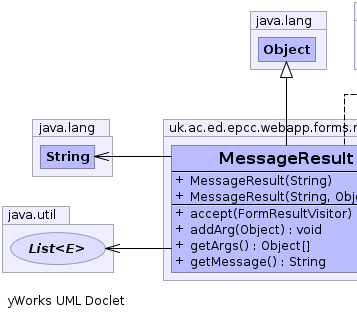 java.lang
Object
java.lang
String
uk.ac.ed.epcc.webapp.forms.r
MessageResult
+ MessageResult(String)
+ MessageResult(String, Obj
+ accept(FormResultVisitor)
+ addArg(Object) : void
+ getArgs() : Object[]
+ getMessage() : String
java.util
List<E>
yWorks UML Doclet